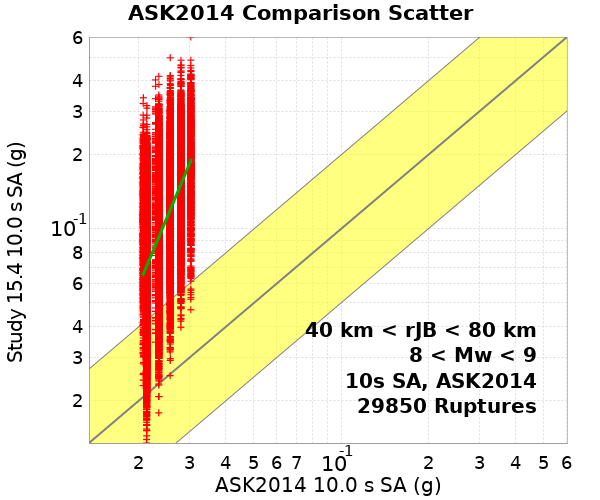 ASK2014 Comparison Scatter
6
4
3
2
10-1
8
6
4
3
2
Study 15.4 10.0 s SA (g)
40 km < rJB < 80 km
8 < Mw < 9
10s SA, ASK2014
29850 Ruptures
2 3 4 5 6 7 10-1 2 3 4 5 6
ASK2014 10.0 s SA (g)